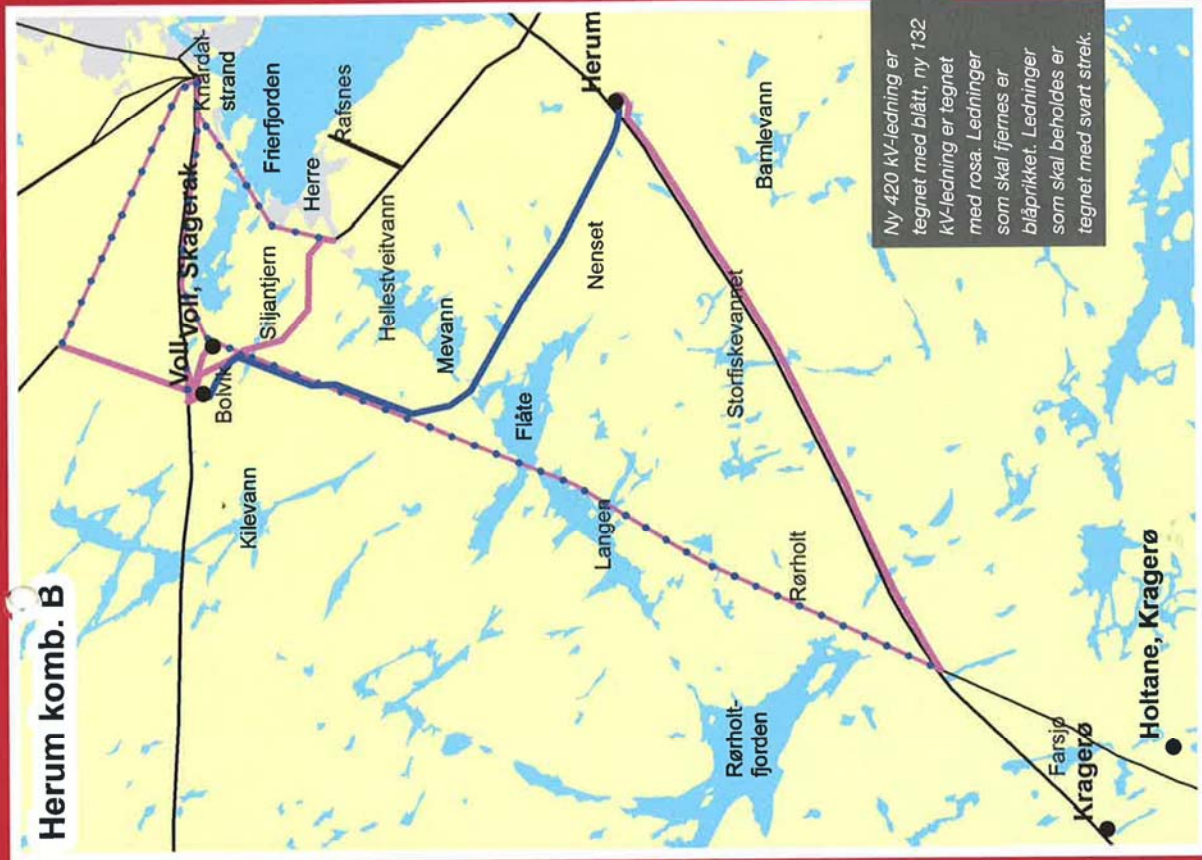 Herum komb. B
Knardal-
strand
Voll
Voll, Skagerak
Frierfjorden
Rafsnes
Herre
Siljantjern
Bolvik
Hellestveitvann
Mevann
Kilevann
Herum
Nenset
Flåte
Langen
Bamlevann
Storfiskevannet
Rørholt
Rørholt-
fjorden
Farsjø
Kragerø
Holtane, Kragerø
Ny 420 kV-ledning er
tegnet med blått, ny 132
kV-ledning er tegnet
med rosa. Ledninger
som skal fjernes er
blåprikket. Ledninger
som skal beholdes er
tegnet med svart strek.